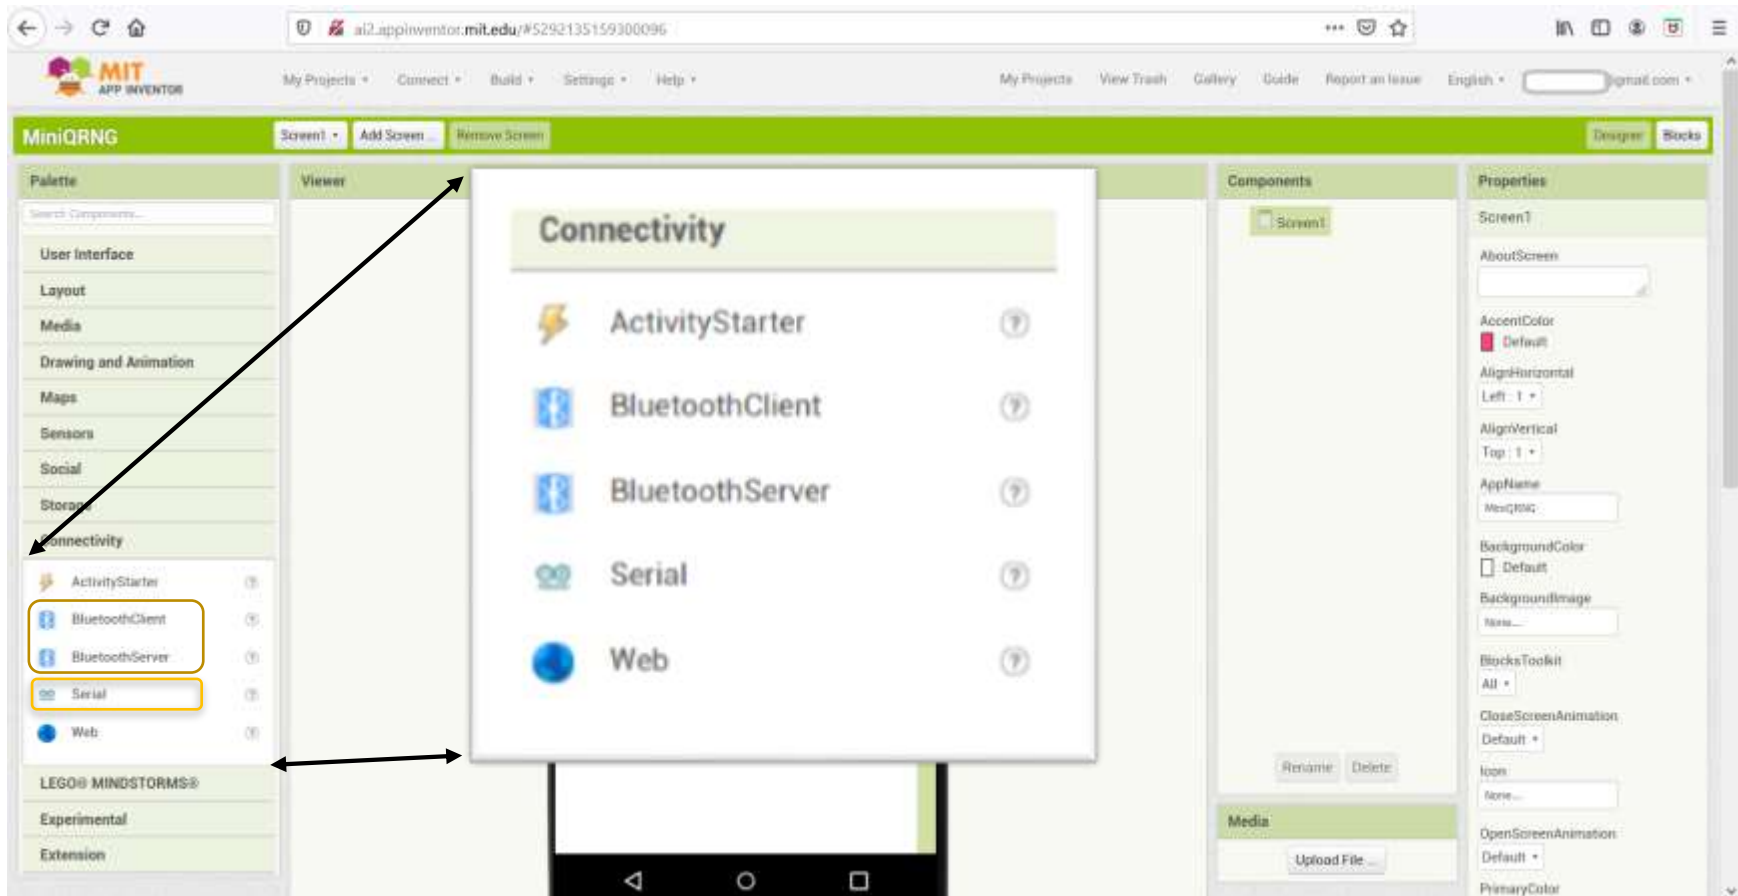 ai2.appinventor.mit.edu/#5292135159300096
MIT
APP INVENTOR
My Projects Connect Build Settings Help My Projects View Trash Gallery Guide Report an Issue English @gmail.com
MiniQRNG Screen1 Add Screen ... Remove Screen Designer Blocks
Palette Viewer Components Properties
Search Components...
User Interface
Layout
Media
Drawing and Animation
Maps
Sensors
Social
Storage
Connectivity
ActivityStarter
BluetoothClient
BluetoothServer
Serial
Web
LEGO® MINDSTORMS®
Experimental
Extension
Connectivity
ActivityStarter
BluetoothClient
BluetoothServer
Serial
Web
Screen1
Rename Delete
Media
Upload File ...
Screen1
AboutScreen
AccentColor
Default
AlignHorizontal
Left : 1
AlignVertical
Top : 1
AppName
BackgroundColor
Default
BackgroundImage
None...
BlocksToolkit
All
CloseScreenAnimation
Default
Icon
None...
OpenScreenAnimation
Default
PrimaryColor